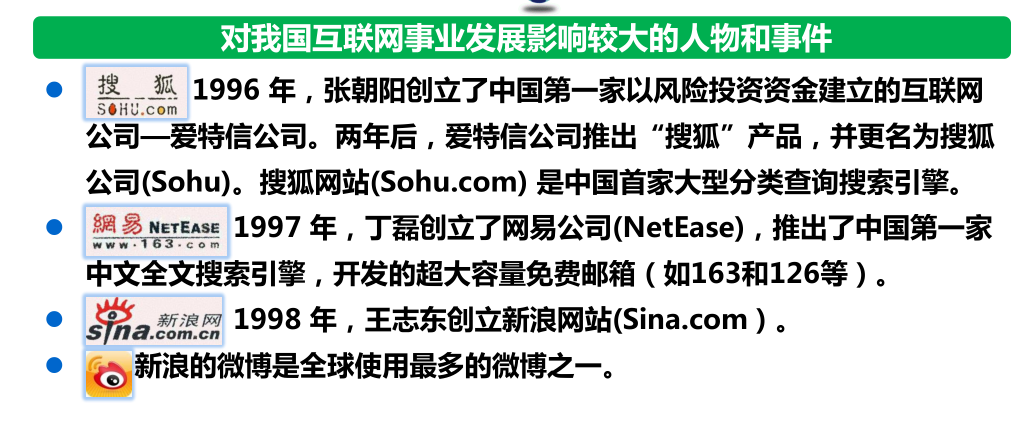 对我国互联网事业发展影响较大的人物和事件
搜 狐 SOHU.com 1996 年，张朝阳创立了中国第一家以风险投资资金建立的互联网
公司—爱特信公司。两年后，爱特信公司推出“搜狐”产品，并更名为搜狐
公司(Sohu)。搜狐网站(Sohu.com) 是中国首家大型分类查询搜索引擎。
網易 NETEASE www.163.com 1997 年，丁磊创立了网易公司(NetEase)，推出了中国第一家
中文全文搜索引擎，开发的超大容量免费邮箱（如163和126等）。
sina 新浪网 .com.cn 1998 年，王志东创立新浪网站(Sina.com）。
新浪的微博是全球使用最多的微博之一。